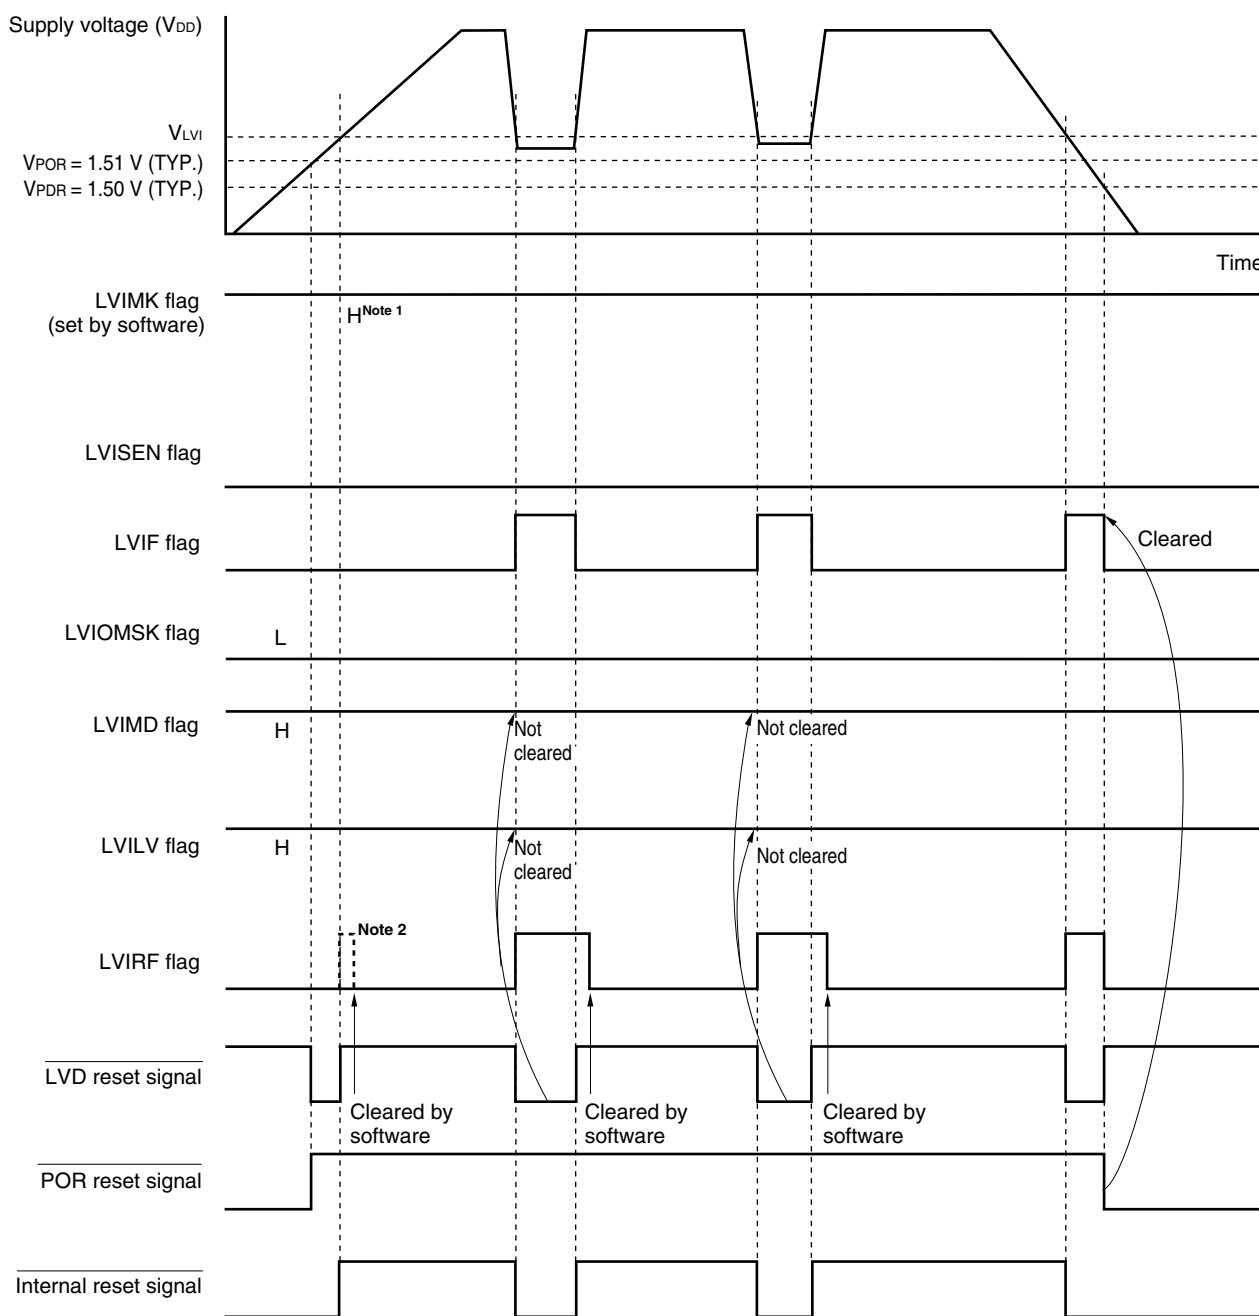 Supply voltage (VDD)
VLVI
VPOR = 1.51 V (TYP.)
VPDR = 1.50 V (TYP.)
Time
LVIMK flag
(set by software)
H Note 1
LVISEN flag
LVIF flag
Cleared
LVIOMSK flag
L
LVIMD flag
H
Not
cleared
Not cleared
LVILV flag
H
Not
cleared
Not cleared
Note 2
LVIRF flag
LVD reset signal
Cleared by
software
Cleared by
software
Cleared by
software
POR reset signal
Internal reset signal